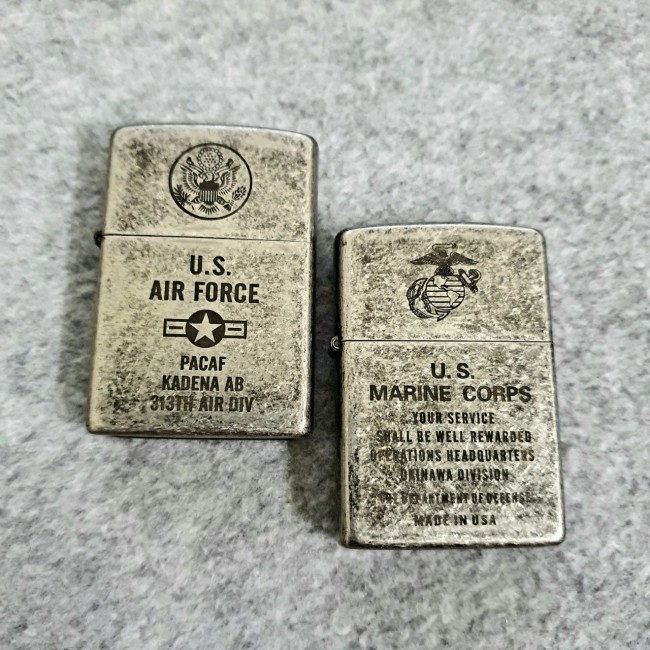 U.S.
AIR FORCE
PACAF
KADENA AB
313TH AIR DIV
U.S.
MARINE CORPS
YOUR SERVICE
SHALL BE WELL REWARDED
OPERATIONS HEADQUARTERS
OKINAWA DIVISION
DEPARTMENT OF DEFENSE
MADE IN USA